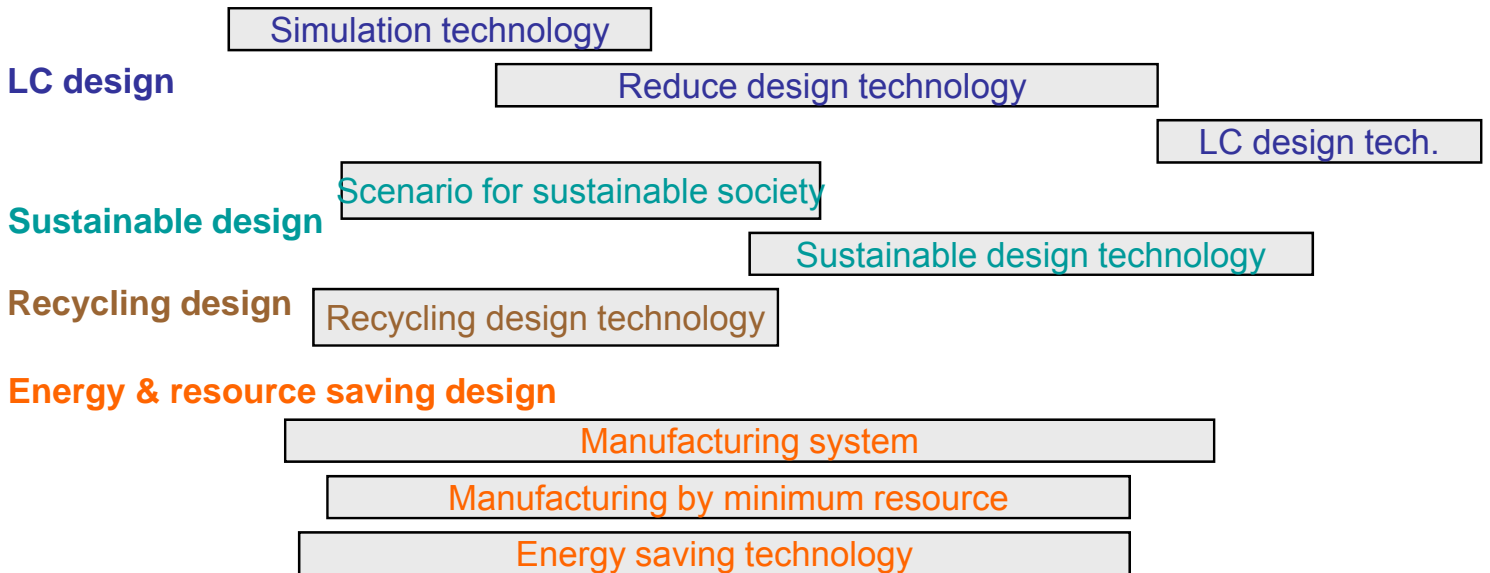 Simulation technology
LC design
Reduce design technology
LC design tech.
Scenario for sustainable society
Sustainable design
Sustainable design technology
Recycling design
Recycling design technology
Energy & resource saving design
Manufacturing system
Manufacturing by minimum resource
Energy saving technology